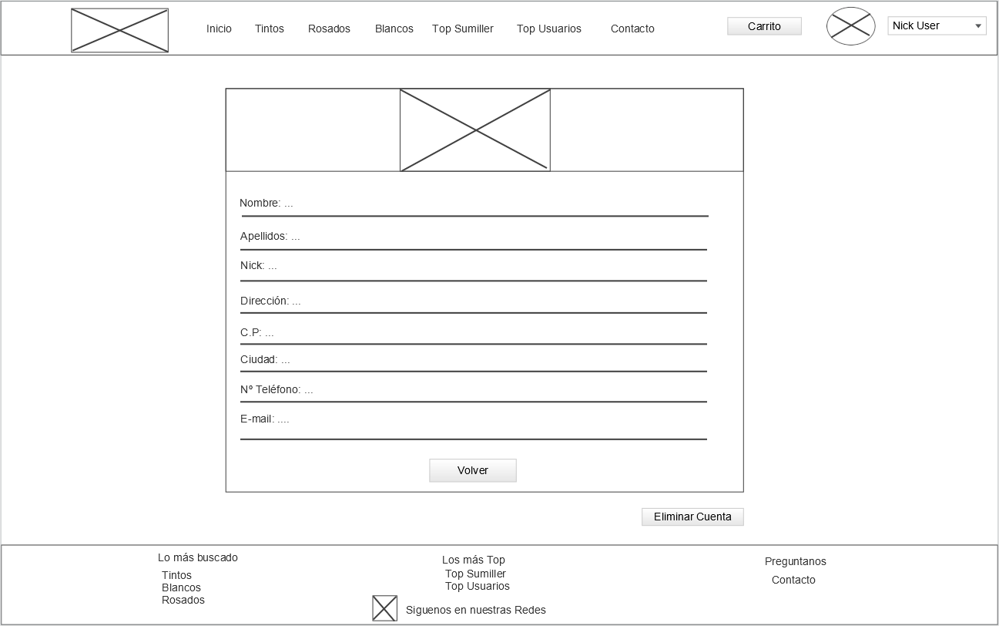 Inicio
Tintos
Rosados
Blancos
Top Sumiller
Top Usuarios
Contacto
Carrito
Nick User
Nombre: ...
Apellidos: ...
Nick: ...
Dirección: ...
C.P: ...
Ciudad: ...
Nº Teléfono: ...
E-mail: ....
Volver
Eliminar Cuenta
Lo más buscado
Tintos
Blancos
Rosados
Los más Top
Top Sumiller
Top Usuarios
Siguenos en nuestras Redes
Preguntanos
Contacto